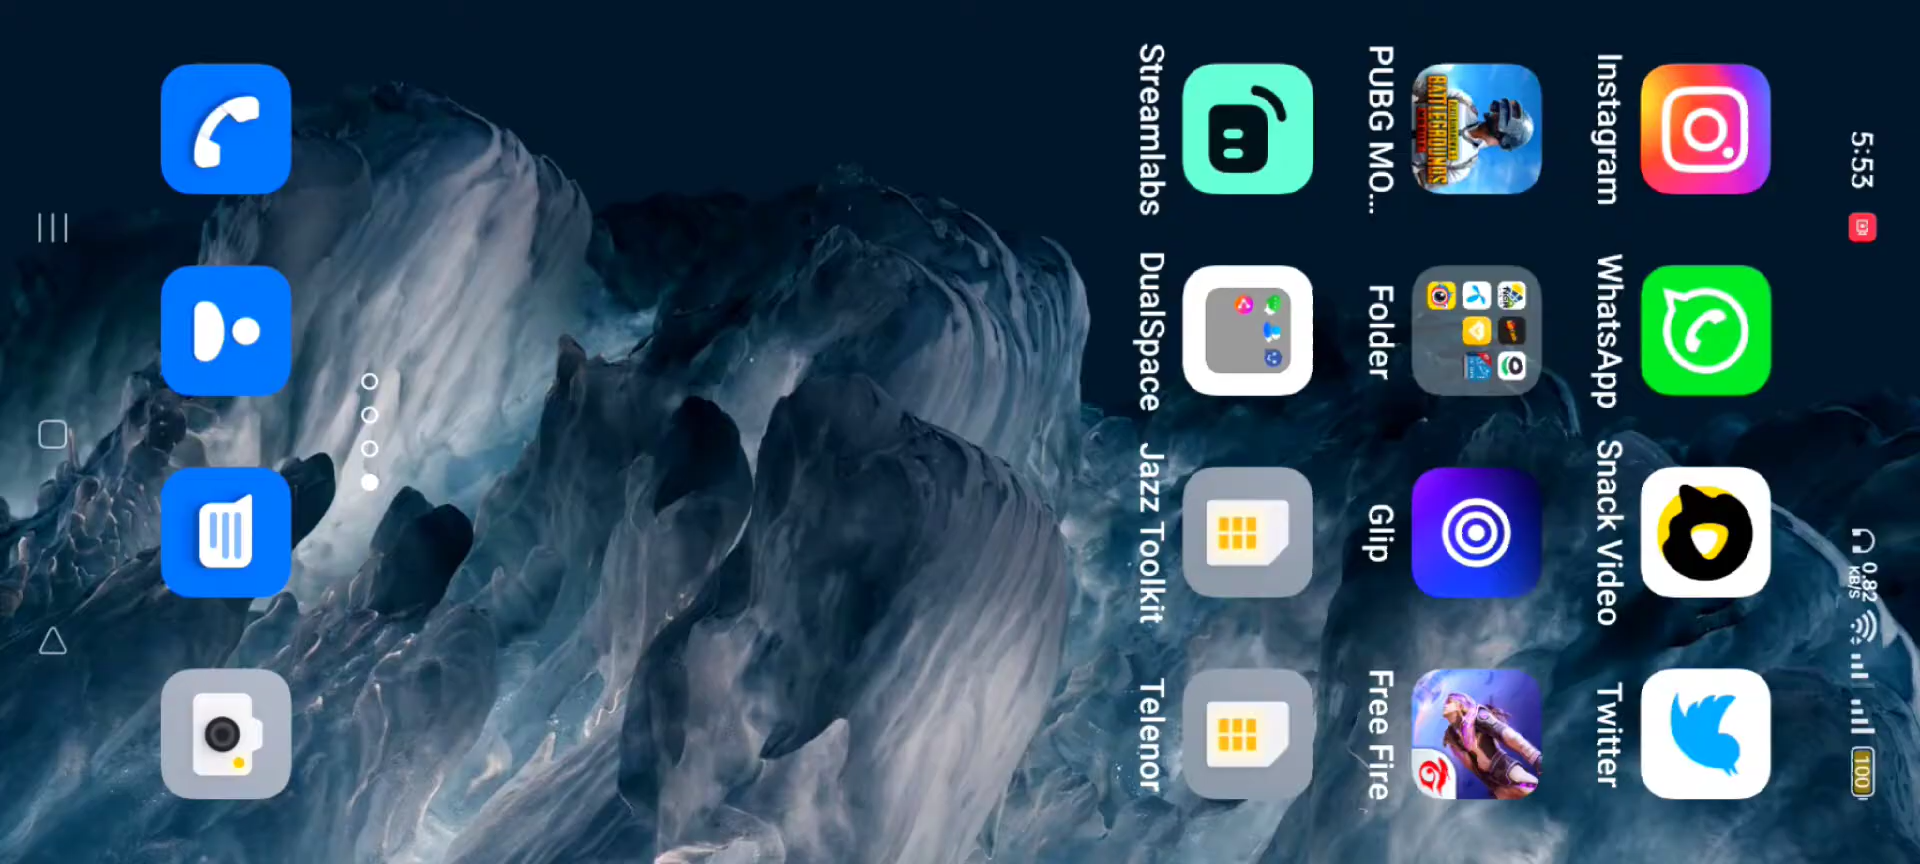 5:53
0.82
KB/S
100
Instagram
WhatsApp
Snack Video
Twitter
PUBG MO...
Folder
Glip
Free Fire
Streamlabs
DualSpace
Jazz Toolkit
Telenor